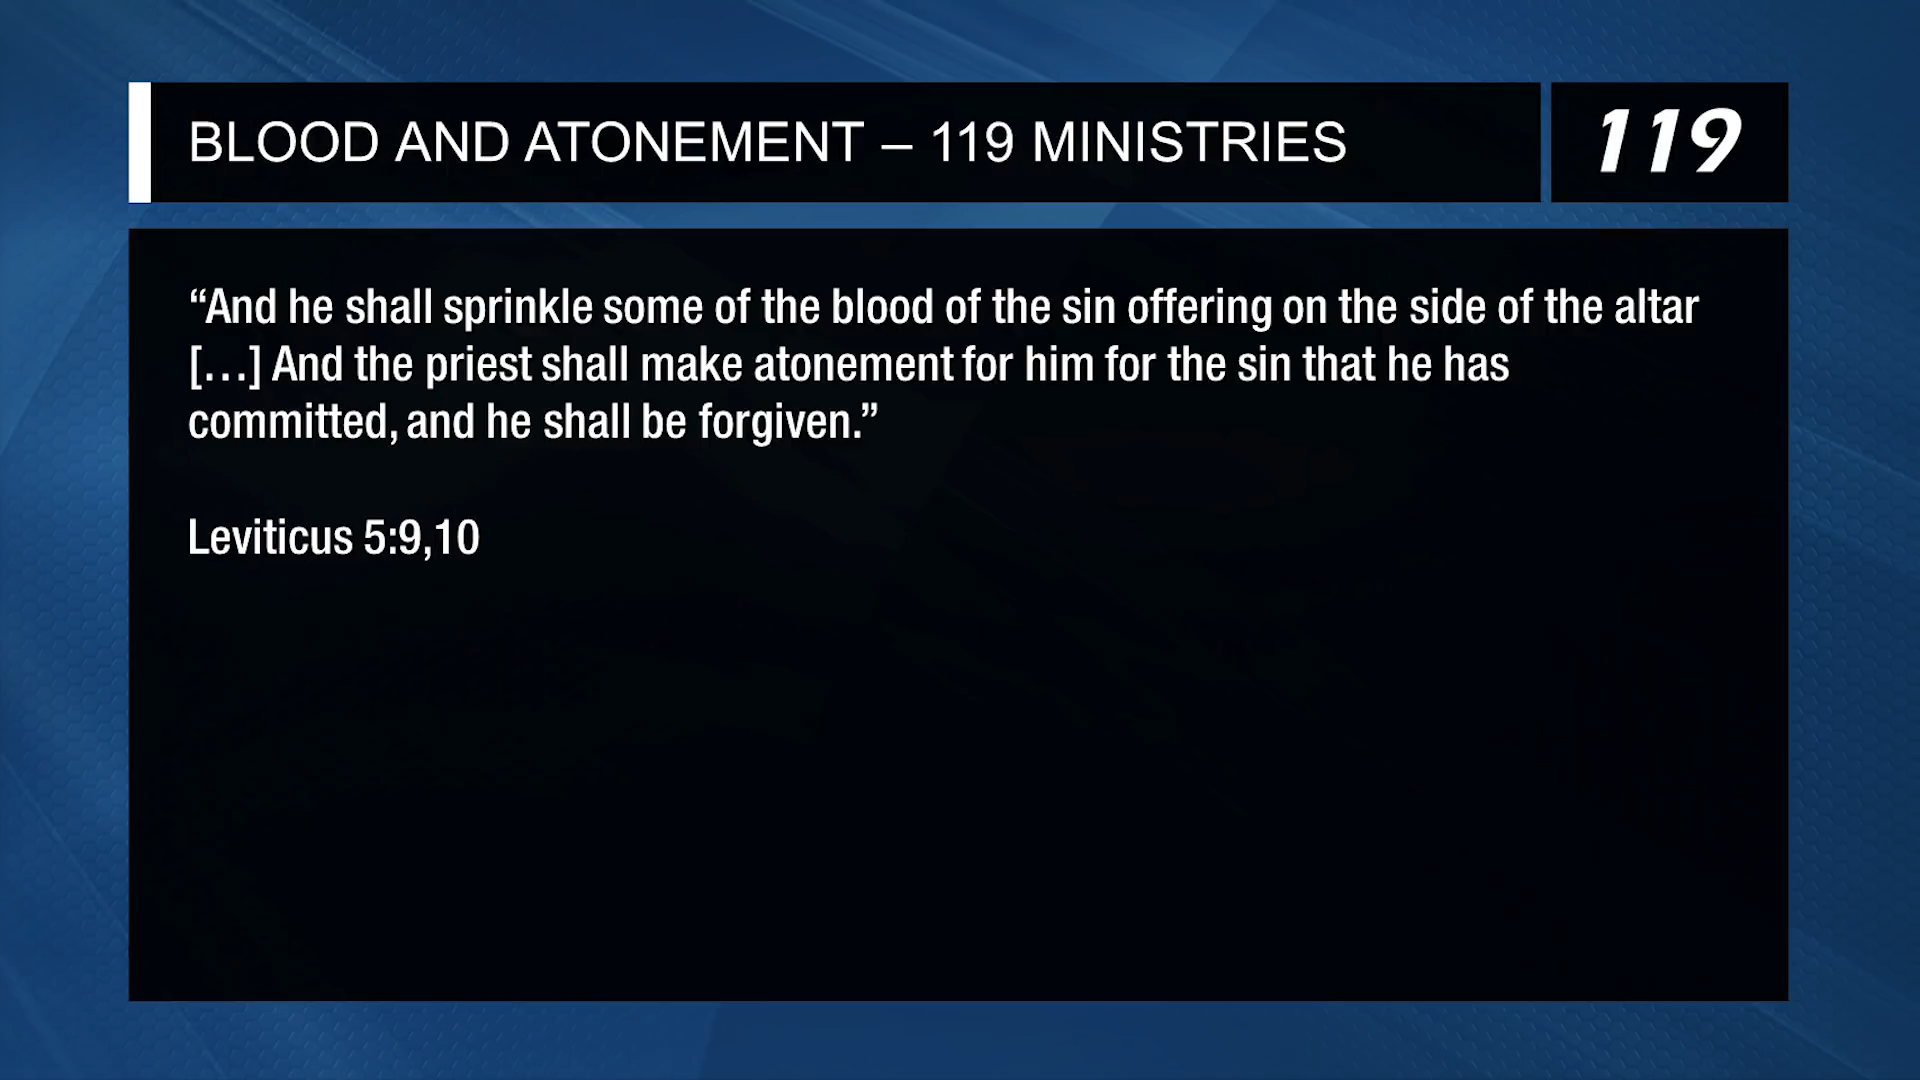 BLOOD AND ATONEMENT – 119 MINISTRIES
119
“And he shall sprinkle some of the blood of the sin offering on the side of the altar
[…] And the priest shall make atonement for him for the sin that he has
committed, and he shall be forgiven.”
Leviticus 5:9,10